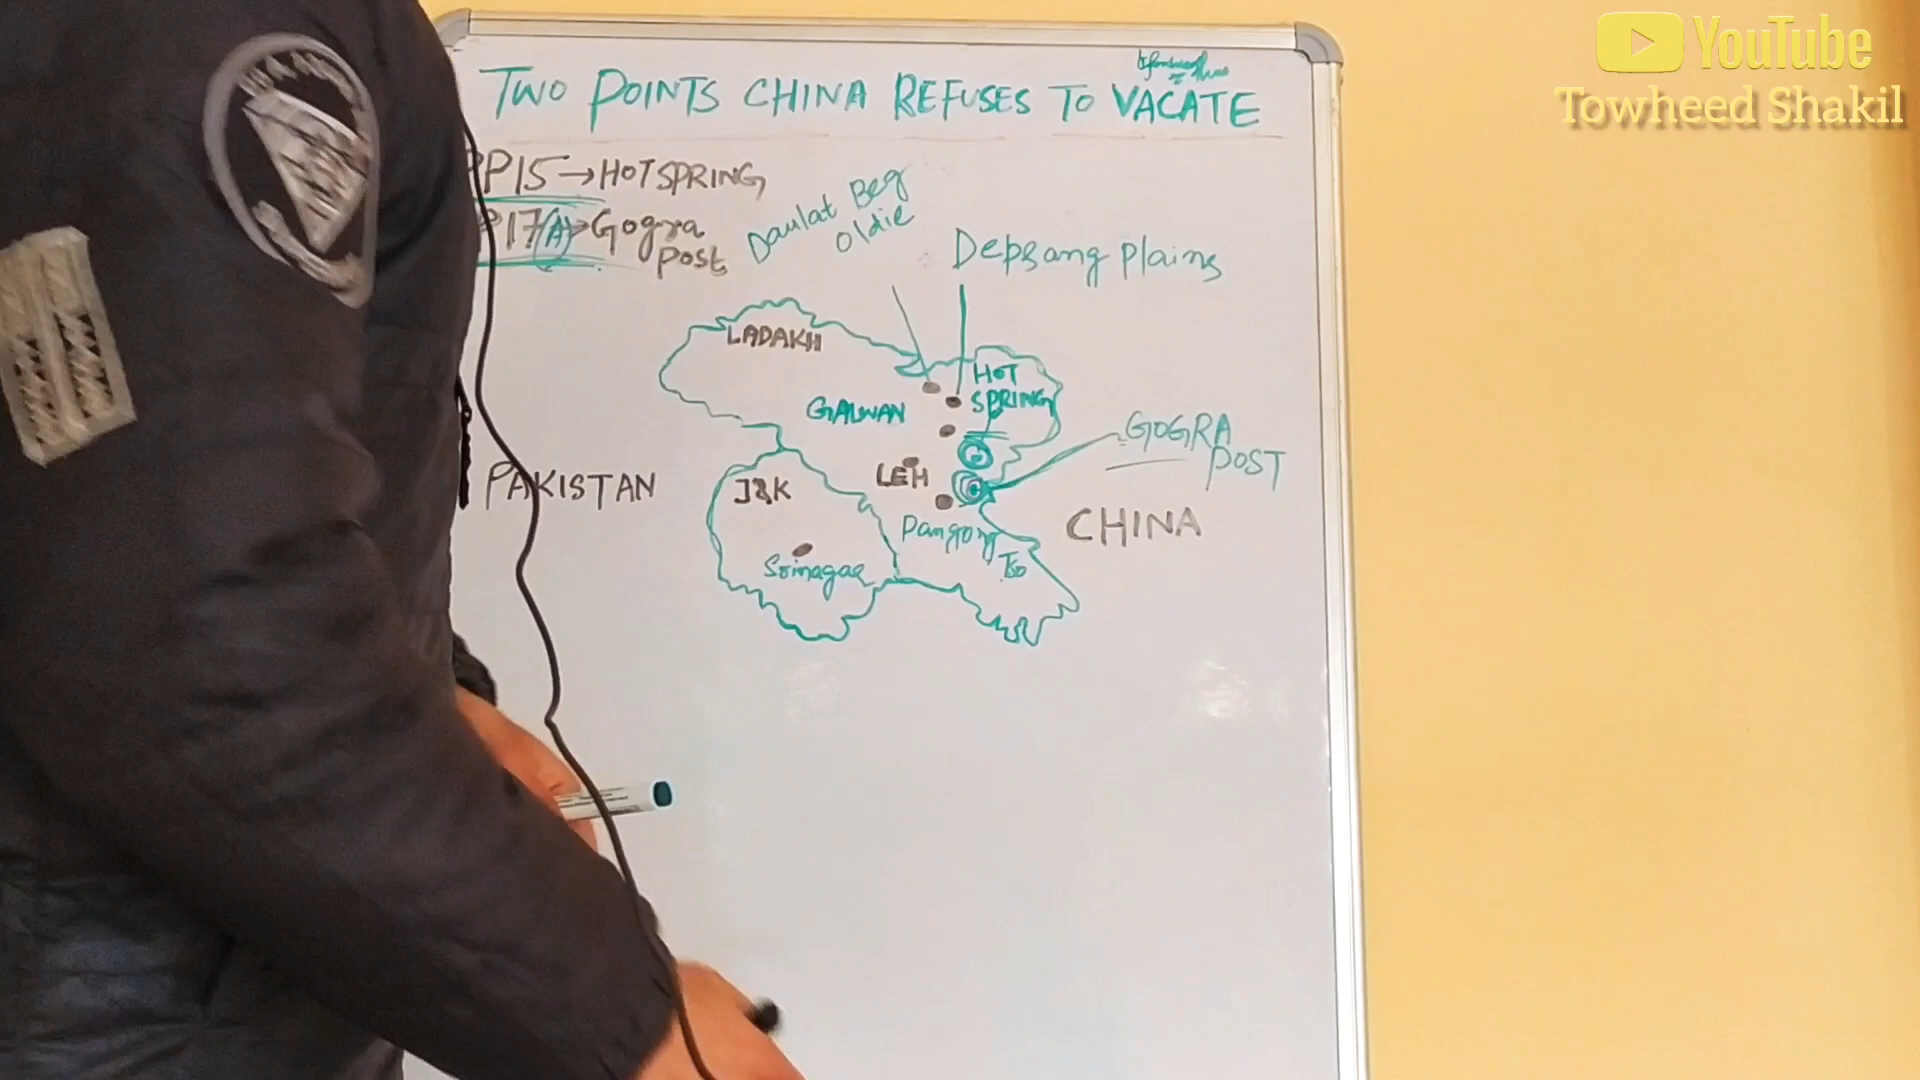 YouTube
Towheed Shakil
TWO POINTS CHINA REFUSES TO VACATE
PP15 → HOTSPRING
P17(A) → Gogra
Post
Daulat Beg
Oldie
Depsang Plains
LADAKH
HOT
SPRING
GALWAN
GOGRA
POST
LEH
PAKISTAN
J&K
CHINA
Pangong
Tso
Srinagar